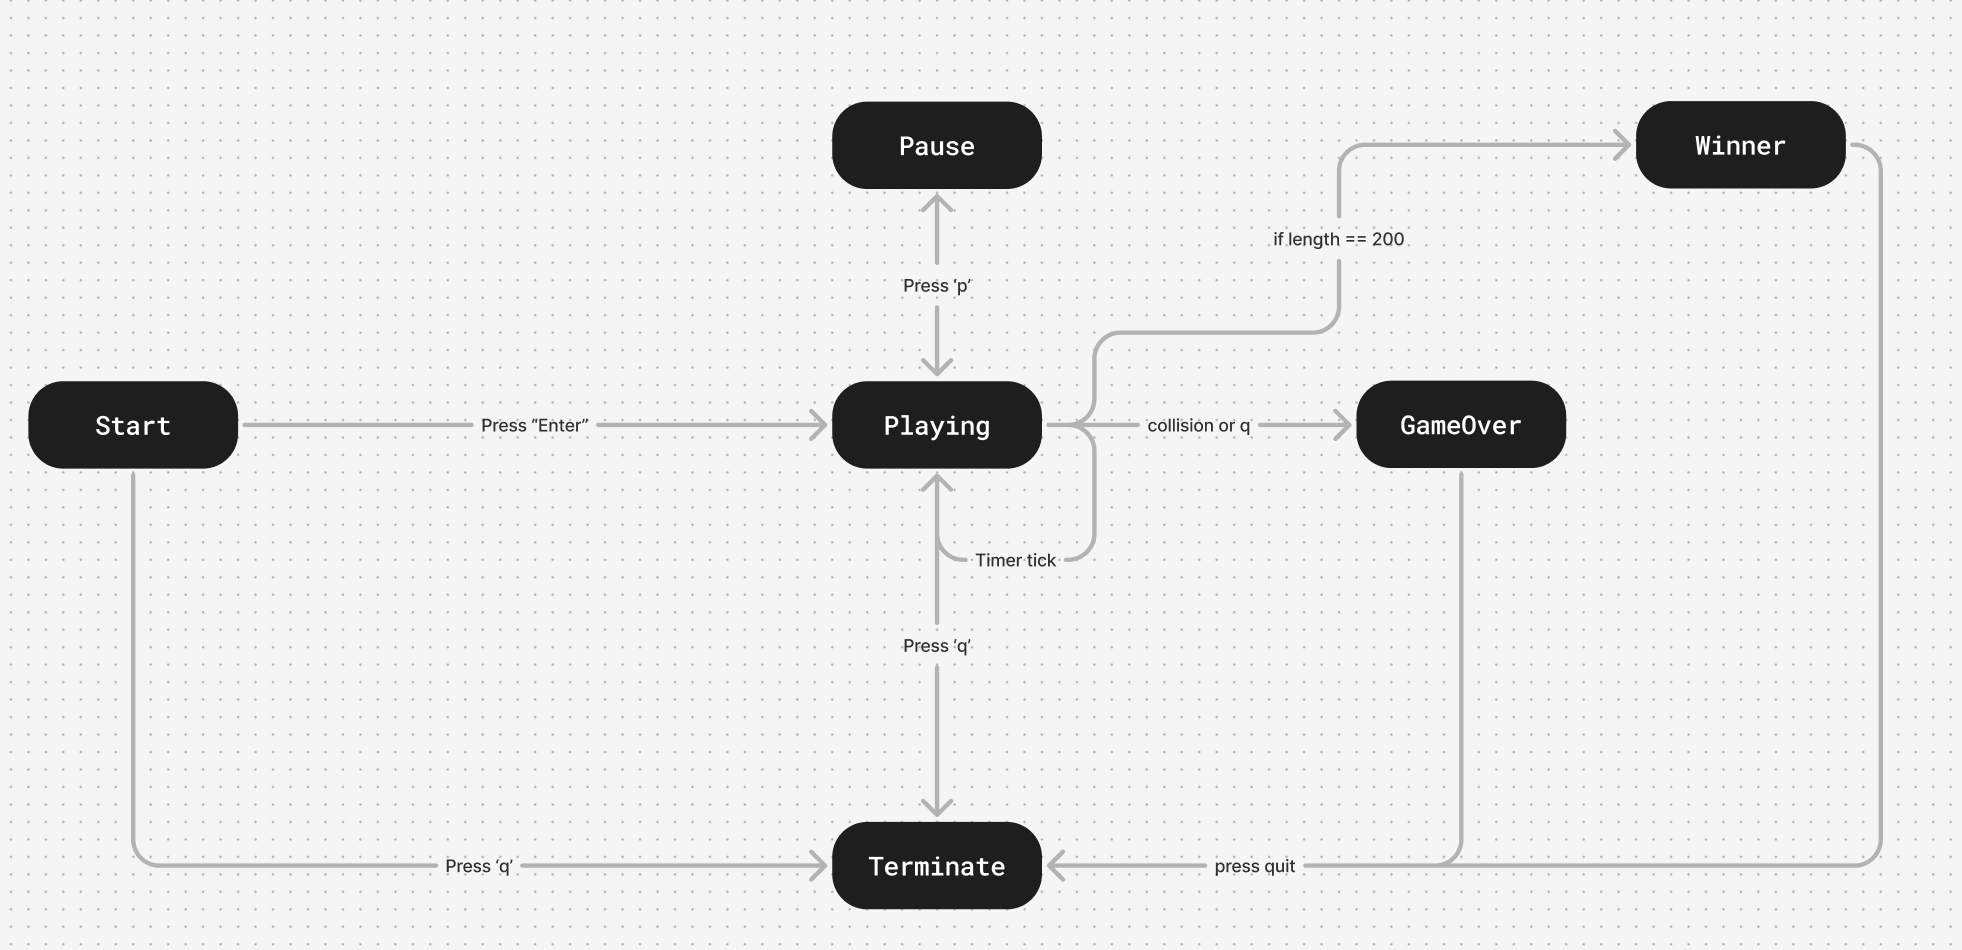 Pause
Winner
if length == 200
Press ‘p’
Start
Press “Enter”
Playing
collision or q
GameOver
Timer tick
Press ‘q’
Press ‘q’
Terminate
press quit